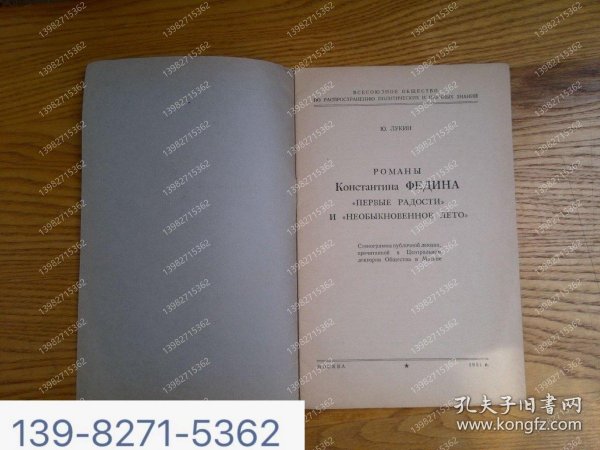 ВСЕСОЮЗНОЕ ОБЩЕСТВО
ПО РАСПРОСТРАНЕНИЮ ПОЛИТИЧЕСКИХ И НАУЧНЫХ ЗНАНИЙ
Ю. ЛУКИН
РОМАНЫ
Константина ФЕДИНА
«ПЕРВЫЕ РАДОСТИ»
И «НЕОБЫКНОВЕННОЕ ЛЕТО»
Стенограмма публичной лекции,
прочитанной в Центральном
лектории Общества в Москве
МОСКВА ★ 1951 г.
13982715362
139-8271-5362
孔夫子旧书网
www.kongfz.com